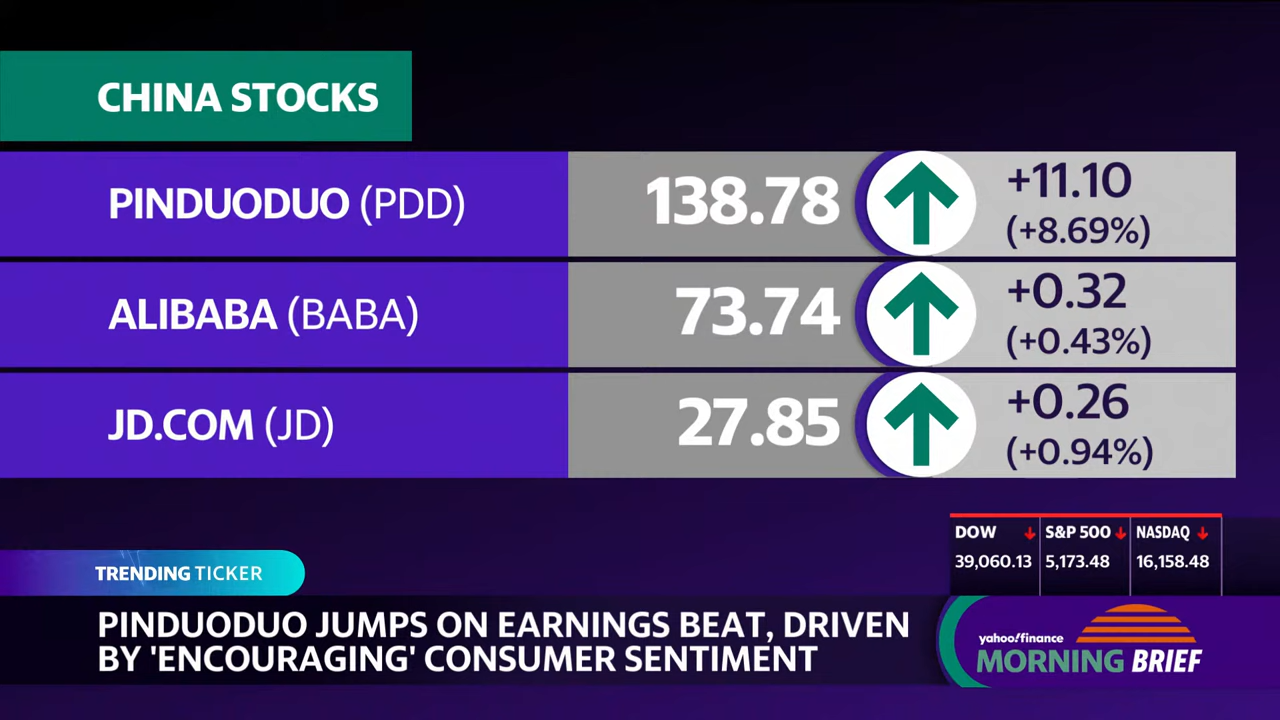 CHINA STOCKS
PINDUODUO (PDD) 138.78 +11.10
(+8.69%)
ALIBABA (BABA) 73.74 +0.32
(+0.43%)
JD.COM (JD) 27.85 +0.26
(+0.94%)
DOW S&P 500 NASDAQ
39,060.13 5,173.48 16,158.48
TRENDING TICKER
PINDUODUO JUMPS ON EARNINGS BEAT, DRIVEN
BY 'ENCOURAGING' CONSUMER SENTIMENT
yahoo!finance
MORNING BRIEF